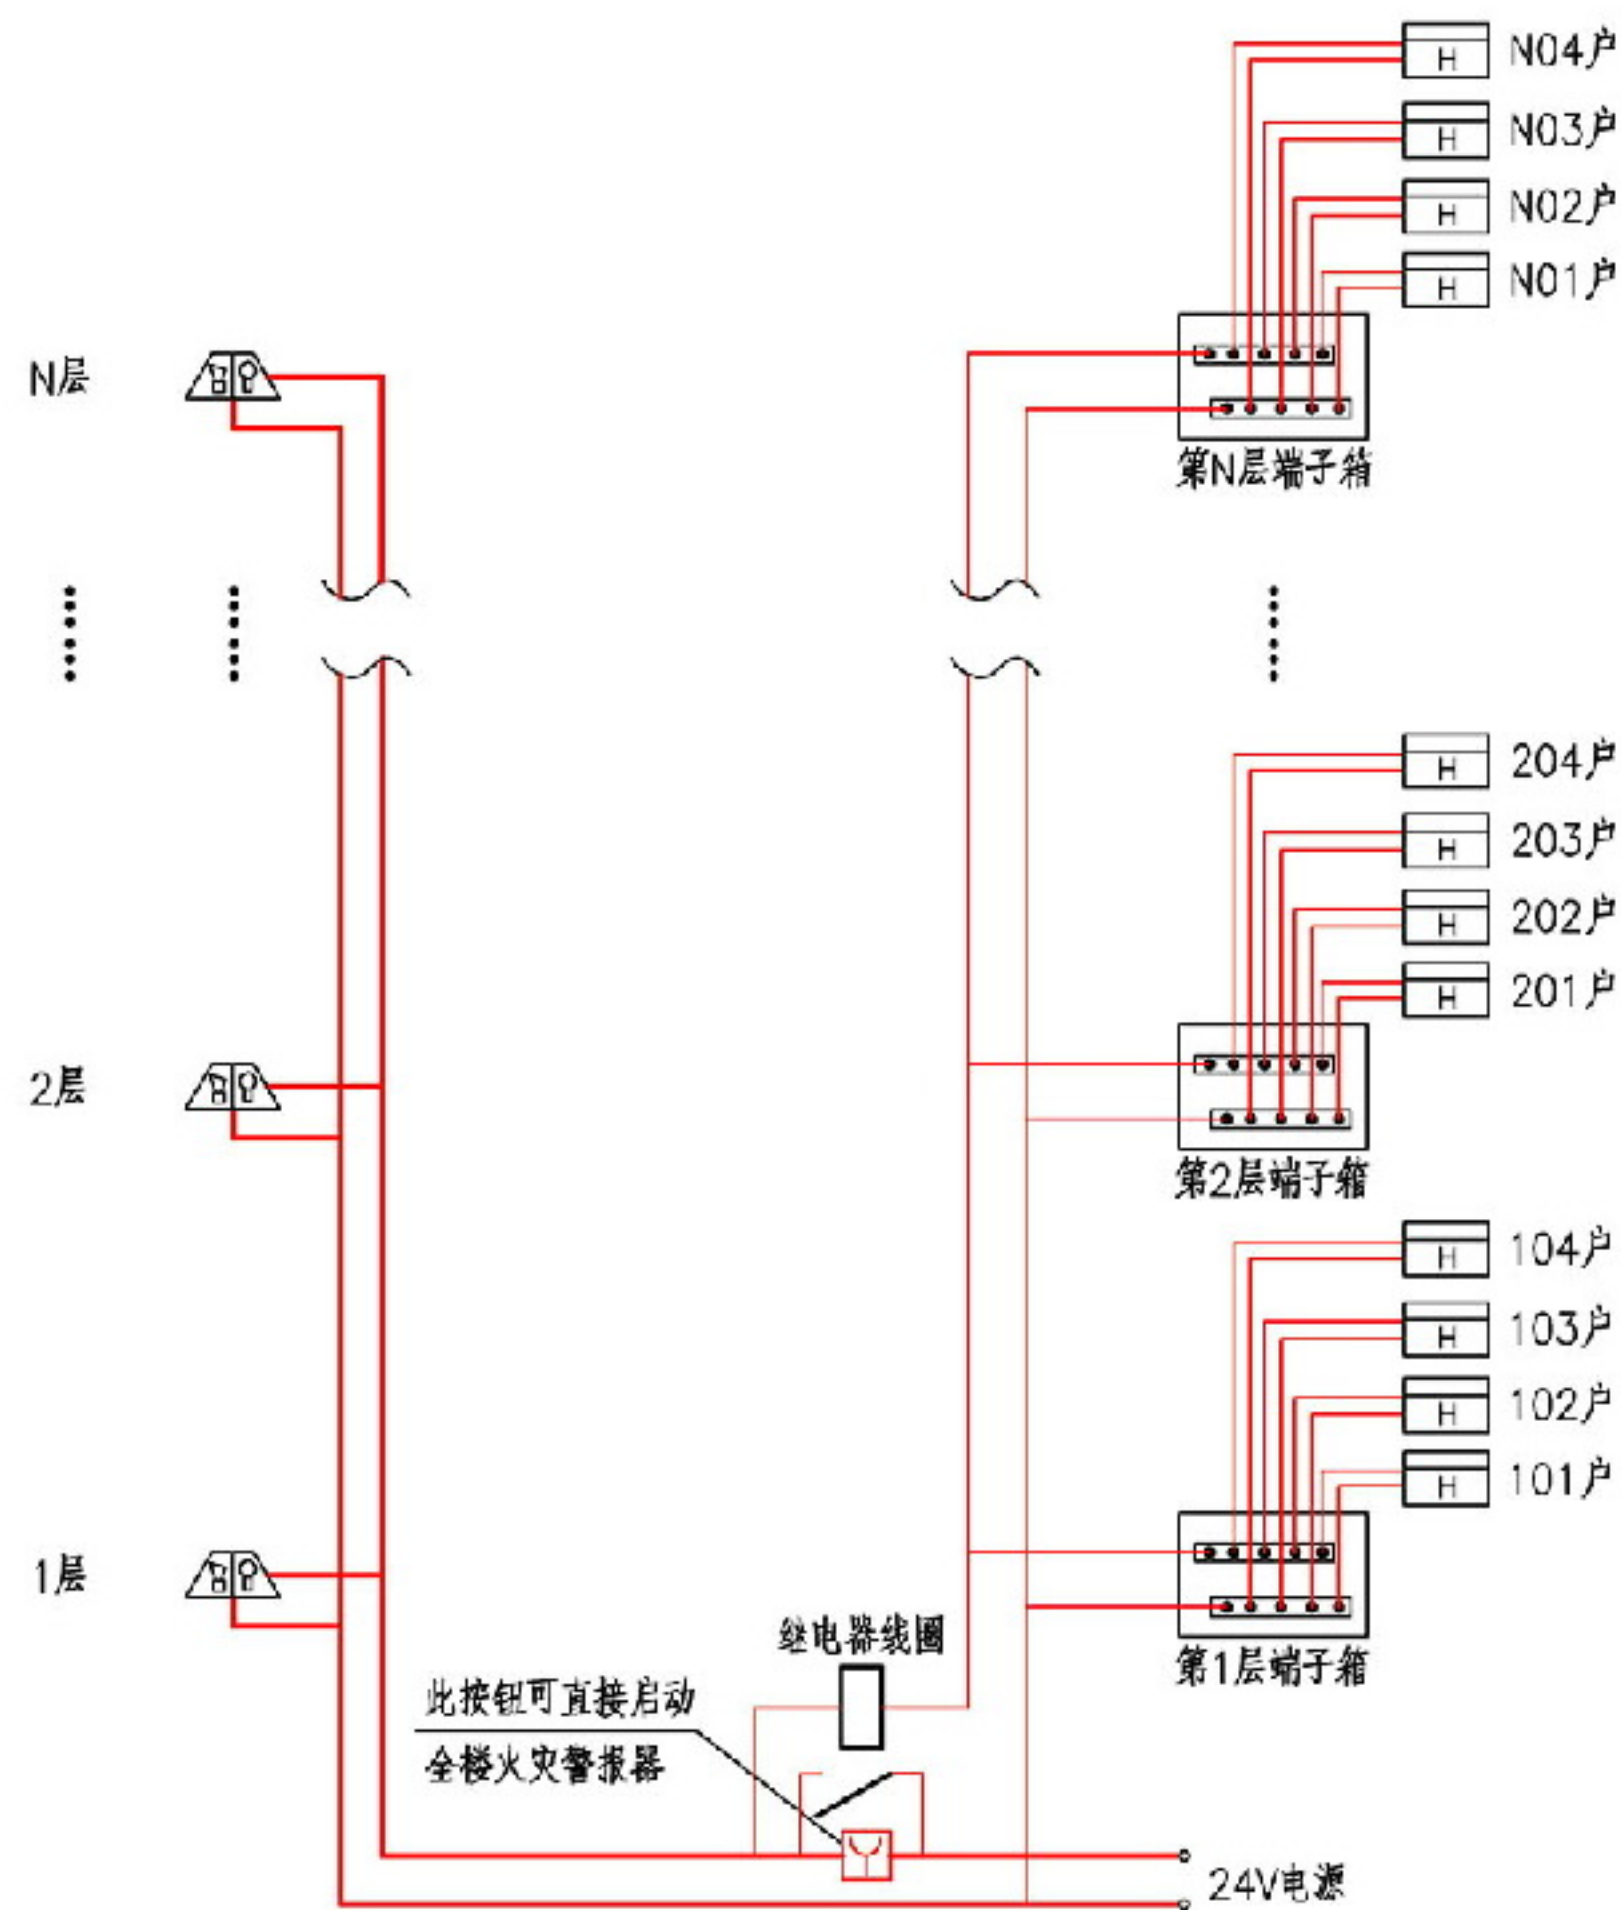 H N04户
H N03户
H N02户
H N01户
N层
第N层端子箱
H 204户
H 203户
H 202户
H 201户
2层
第2层端子箱
H 104户
H 103户
H 102户
H 101户
1层
继电器线圈
第1层端子箱
此按钮可直接启动
全楼火灾警报器
24V电源